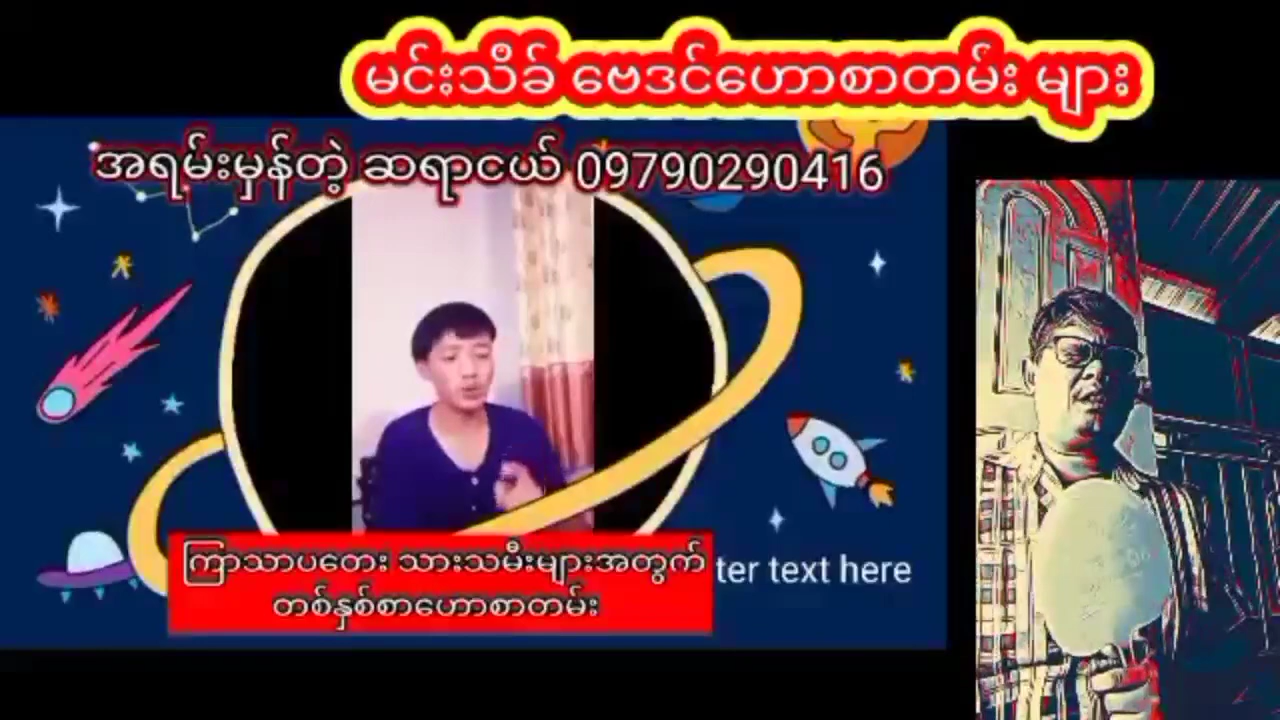 မင်းသိခ် ဗေဒင်ဟောစာတမ်း များ
အရမ်းမှန်တဲ့ ဆရာငယ် 09790290416
ကြာသာပတေး သားသမီးများအတွက်
တစ်နှစ်စာဟောစာတမ်း
ter text here